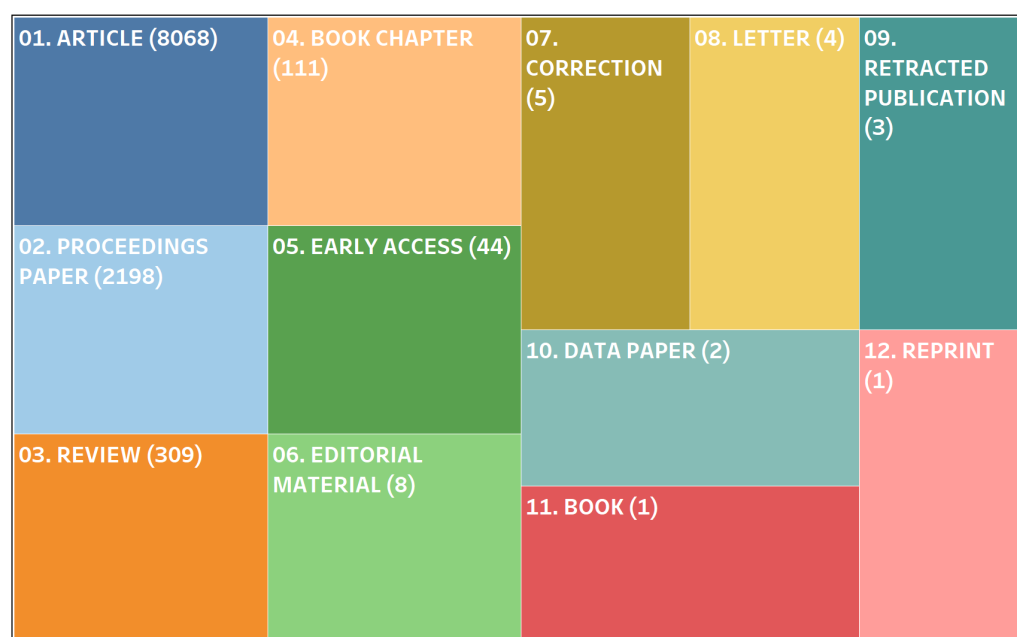 01. ARTICLE (8068)
02. PROCEEDINGS
PAPER (2198)
03. REVIEW (309)
04. BOOK CHAPTER
(111)
05. EARLY ACCESS (44)
06. EDITORIAL
MATERIAL (8)
07.
CORRECTION
(5)
08. LETTER (4)
09.
RETRACTED
PUBLICATION
(3)
10. DATA PAPER (2)
11. BOOK (1)
12. REPRINT
(1)